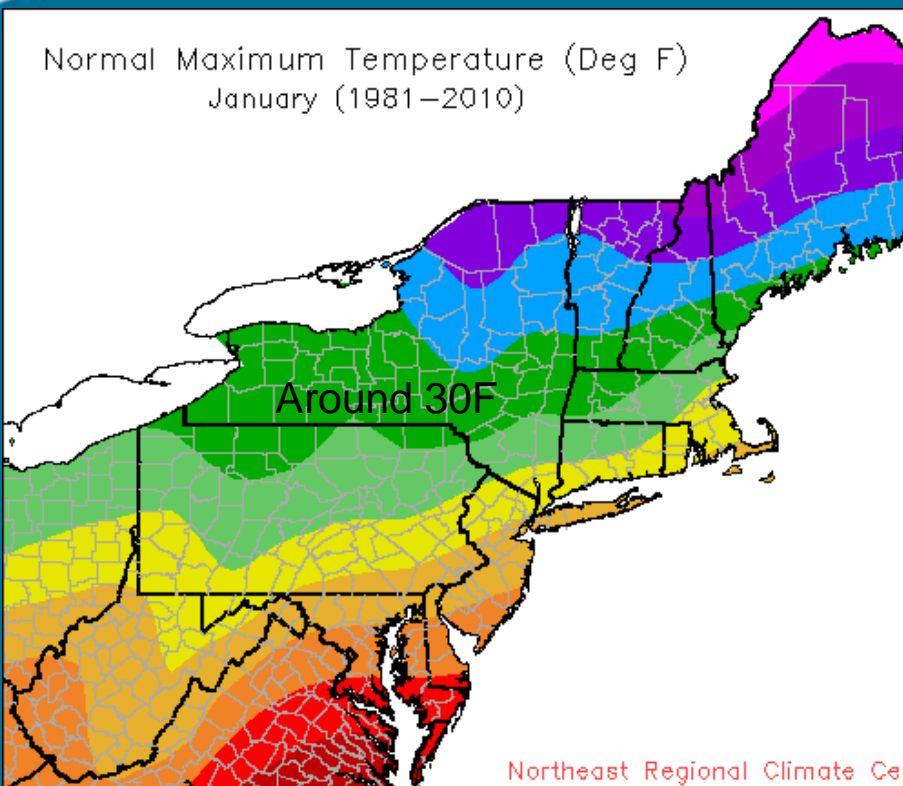 Normal Maximum Temperature (Deg F)
January (1981–2010)
Around 30F
Northeast Regional Climate Ce